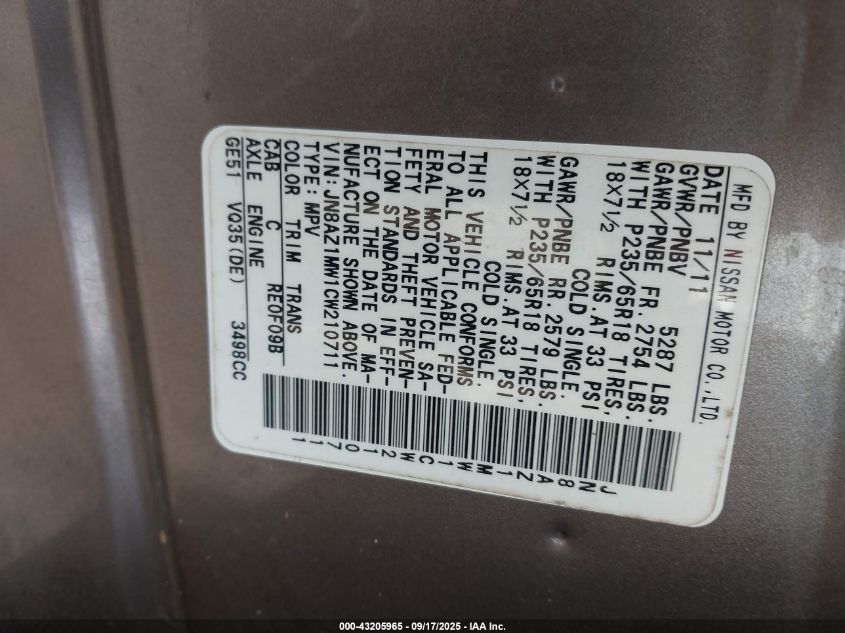 MFD BY NISSAN MOTOR CO.,LTD.
DATE 11/11
GVWR/PNBV 5287 LBS.
GAWR/PNBE FR. 2754 LBS.
WITH P235/65R18 TIRES,
18X7½ RIMS.AT 33 PSI
COLD SINGLE.
GAWR/PNBE RR. 2579 LBS.
WITH P235/65R18 TIRES,
18X7½ RIMS.AT 33 PSI
COLD SINGLE.
THIS VEHICLE CONFORMS
TO ALL APPLICABLE FED-
ERAL MOTOR VEHICLE SA-
FETY AND THEFT PREVEN-
TION STANDARDS IN EFF-
ECT ON THE DATE OF MA-
NUFACTURE SHOWN ABOVE.
VIN: JN8AZ1MW1CW210711
TYPE: MPV
COLOR TRIM TRANS
CAB C REOF09B
AXLE ENGINE
GE51 VQ35(DE) 3498CC
JN8AZ1MW1CW210711
000-43205965 - 09/17/2025 - IAA Inc.